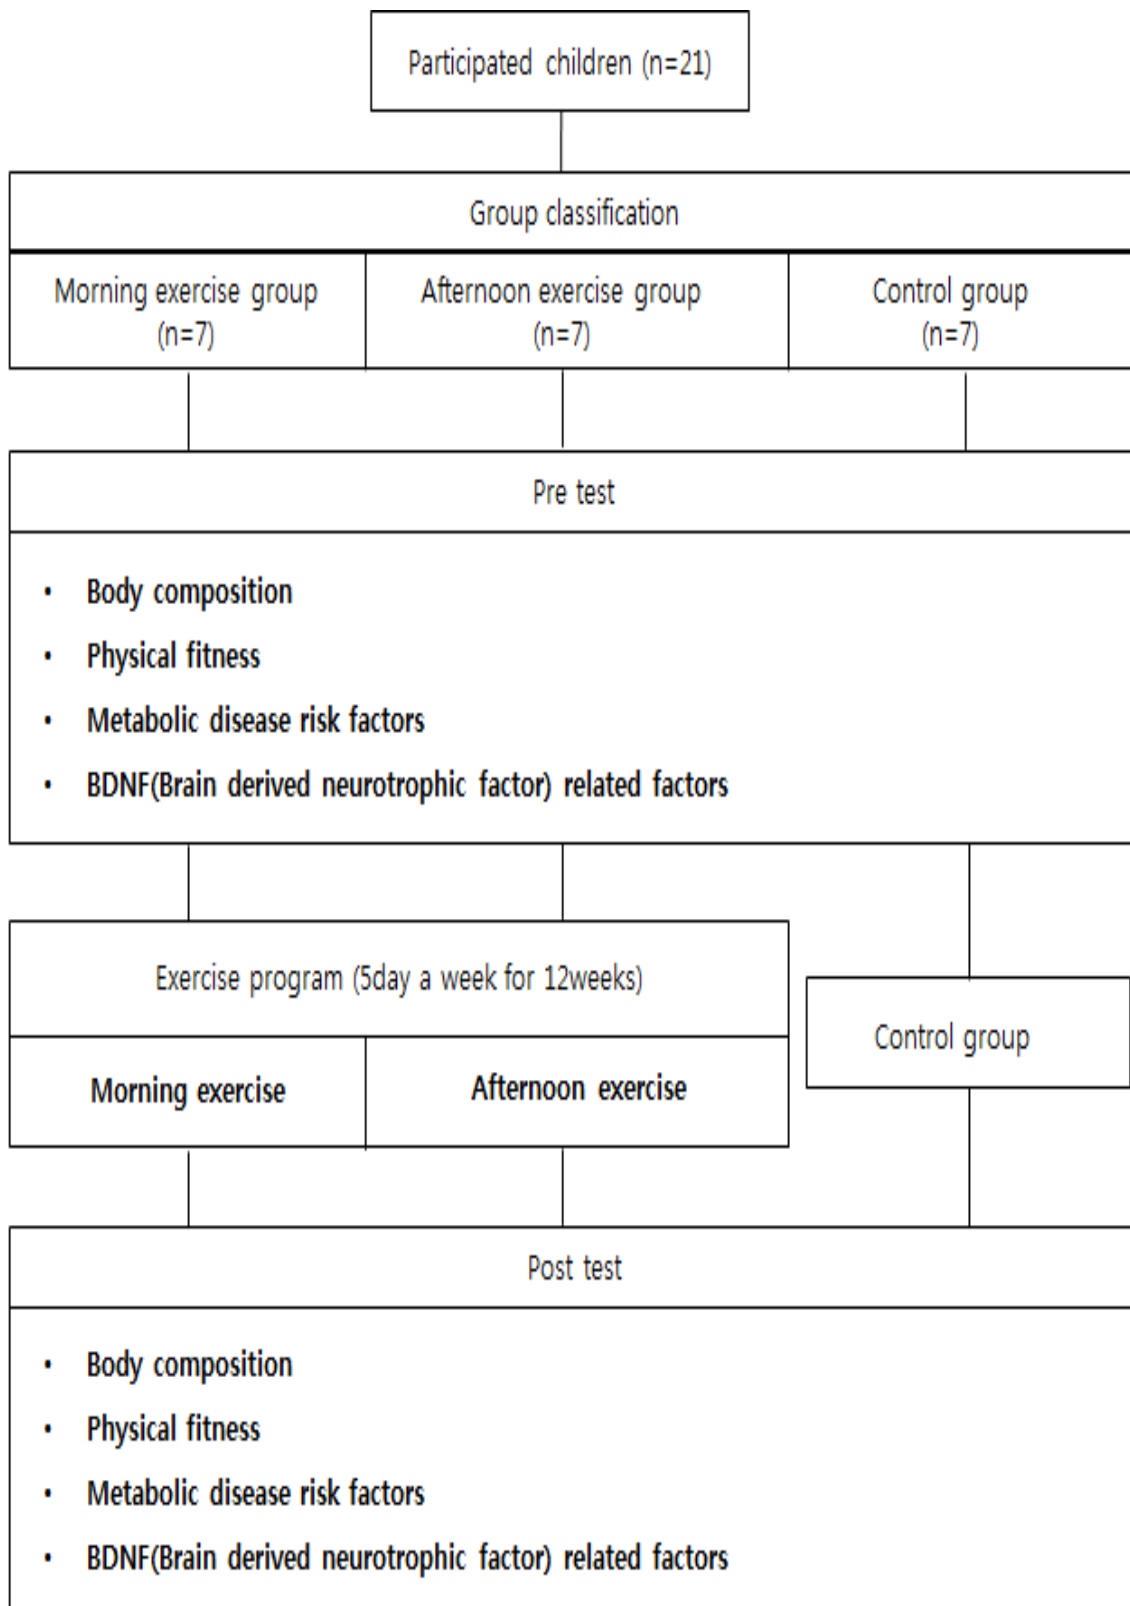 Participated children (n=21)
Group classification
Morning exercise group
(n=7)
Afternoon exercise group
(n=7)
Control group
(n=7)
Pre test
• Body composition
• Physical fitness
• Metabolic disease risk factors
• BDNF(Brain derived neurotrophic factor) related factors
Exercise program (5day a week for 12weeks)
Morning exercise
Afternoon exercise
Control group
Post test
• Body composition
• Physical fitness
• Metabolic disease risk factors
• BDNF(Brain derived neurotrophic factor) related factors